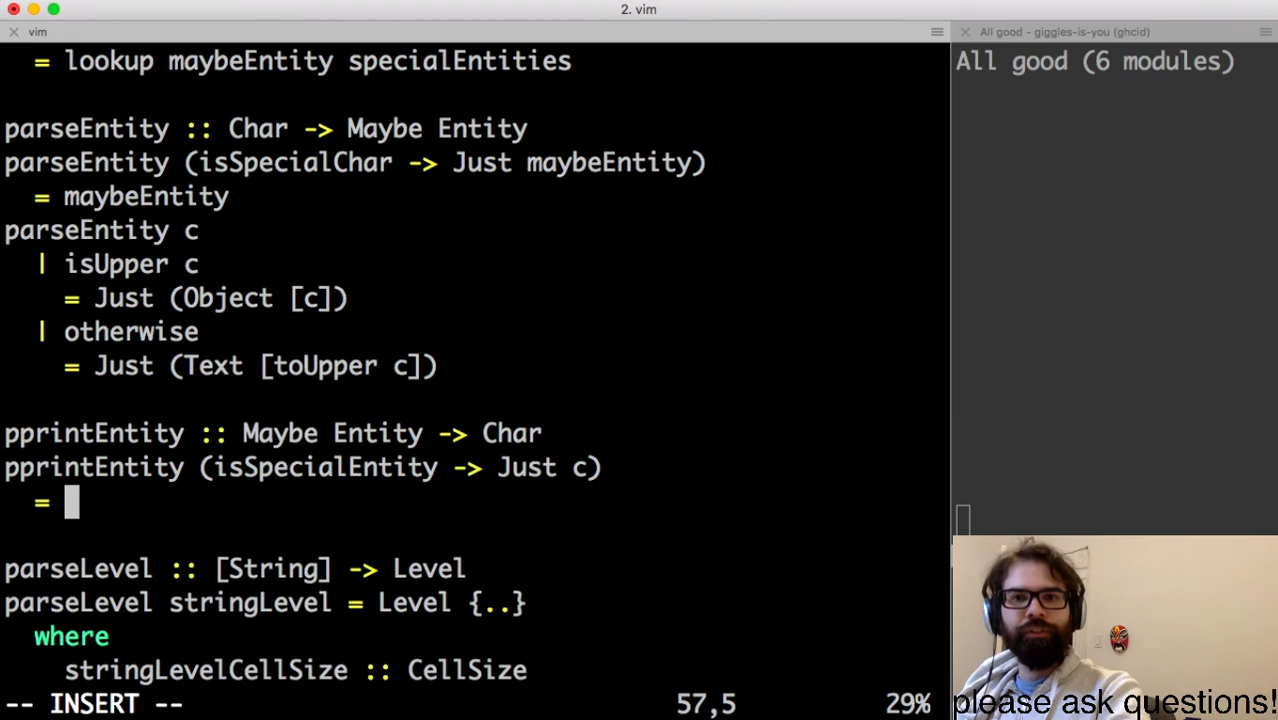 2. vim
vim
All good - giggles-is-you (ghcid)
= lookup maybeEntity specialEntities
All good (6 modules)
parseEntity :: Char -> Maybe Entity
parseEntity (isSpecialChar -> Just maybeEntity)
= maybeEntity
parseEntity c
| isUpper c
= Just (Object [c])
| otherwise
= Just (Text [toUpper c])
pprintEntity :: Maybe Entity -> Char
pprintEntity (isSpecialEntity -> Just c)
=
parseLevel :: [String] -> Level
parseLevel stringLevel = Level {..}
where
stringLevelCellSize :: CellSize
-- INSERT -- 57,5 29%
please ask questions!